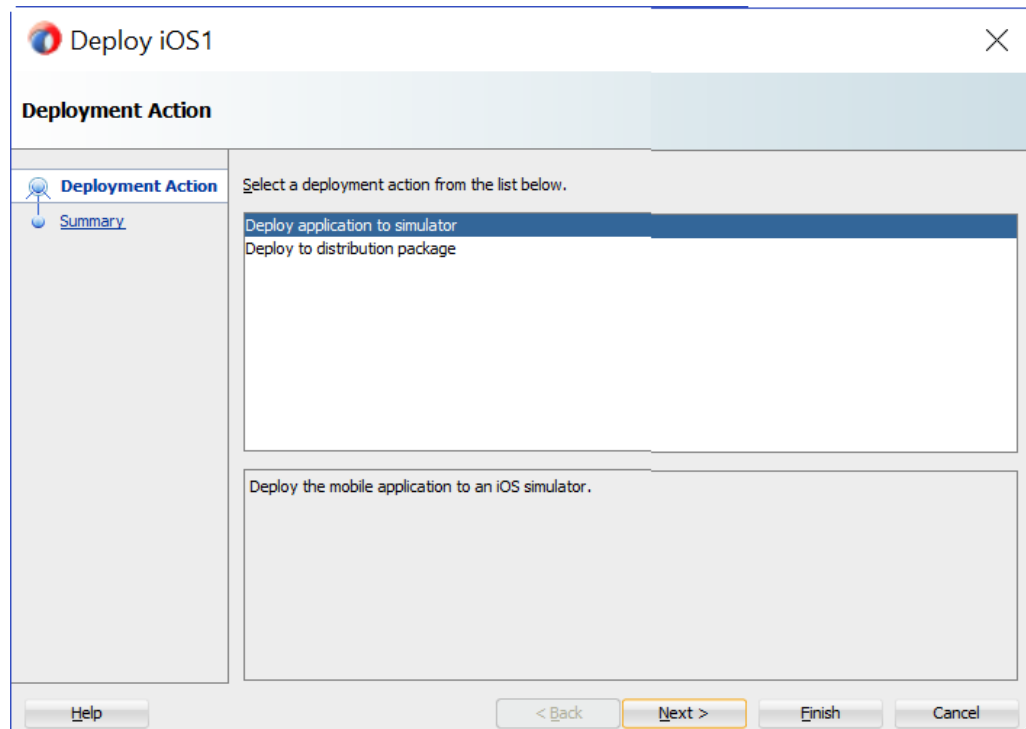 Deploy iOS1
Deployment Action
Deployment Action
Summary
Select a deployment action from the list below.
Deploy application to simulator
Deploy to distribution package
Deploy the mobile application to an iOS simulator.
Help
< Back
Next >
Finish
Cancel